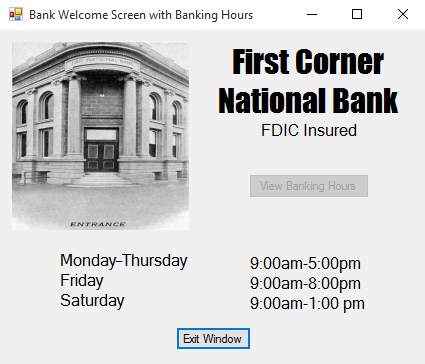 Bank Welcome Screen with Banking Hours
First Corner
National Bank
FDIC Insured
View Banking Hours
ENTRANCE
Monday-Thursday 9:00am-5:00pm
Friday 9:00am-8:00pm
Saturday 9:00am-1:00 pm
Exit Window